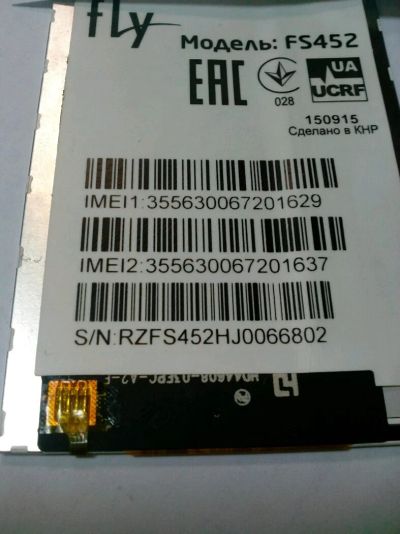 fly
Модель: FS452
EAC
028
UA
UCRF
150915
Сделано в КНР
IMEI1:355630067201629
IMEI2:355630067201637
S/N:RZFS452HJ0066802